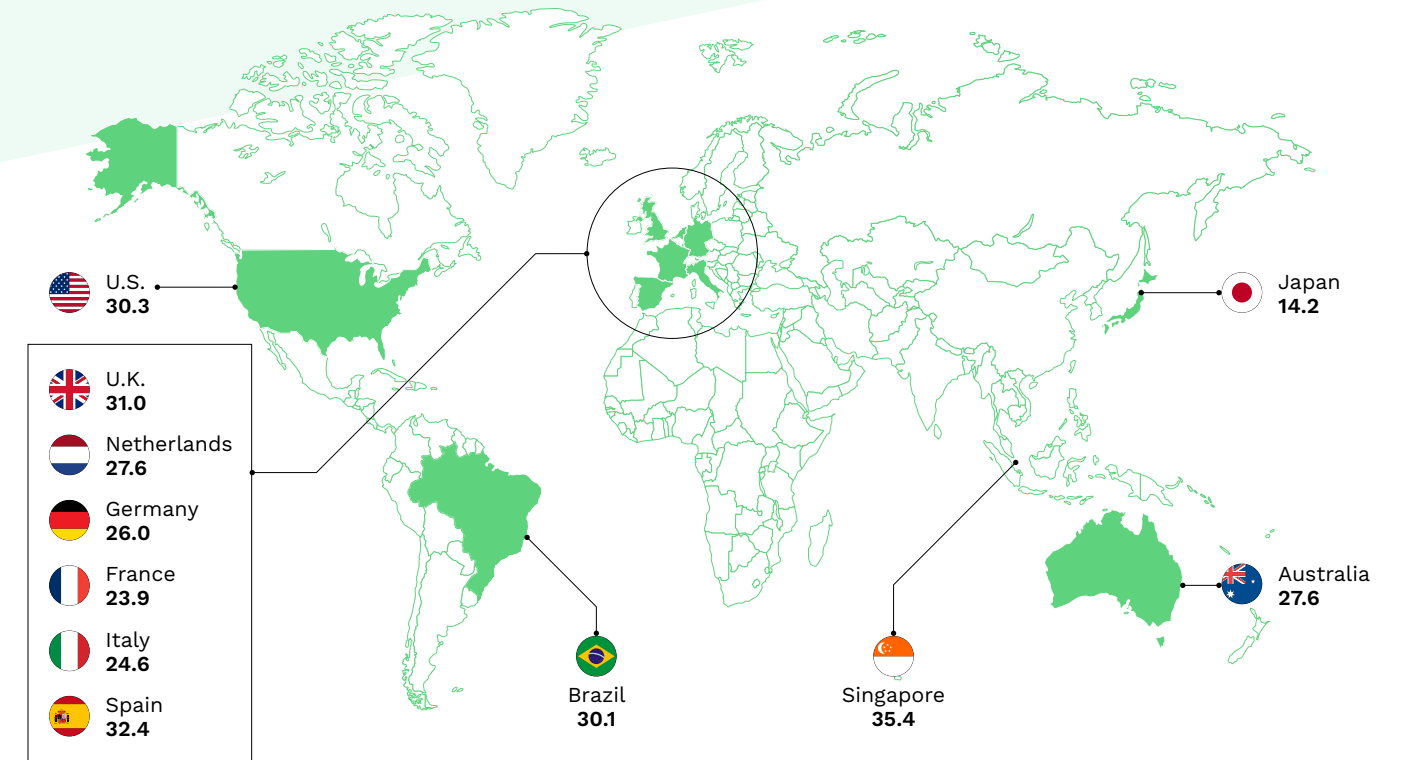 U.S.
30.3
U.K.
31.0
Netherlands
27.6
Germany
26.0
France
23.9
Italy
24.6
Spain
32.4
Brazil
30.1
Singapore
35.4
Japan
14.2
Australia
27.6